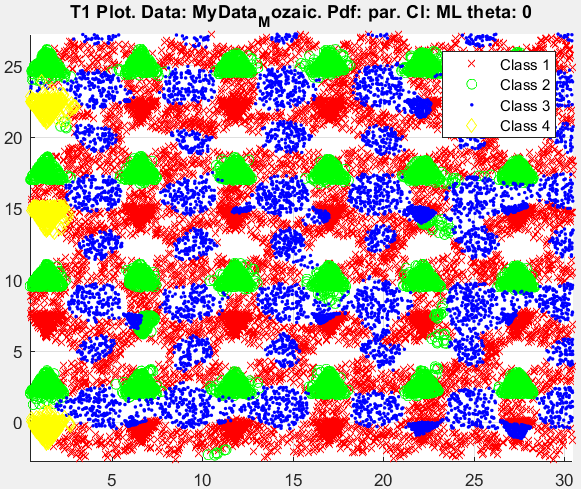 T1 Plot. Data: MyData_Mozaic. Pdf: par. Cl: ML theta: 0
25
20
15
10
5
0
Class 1
Class 2
Class 3
Class 4
5
10
15
20
25
30